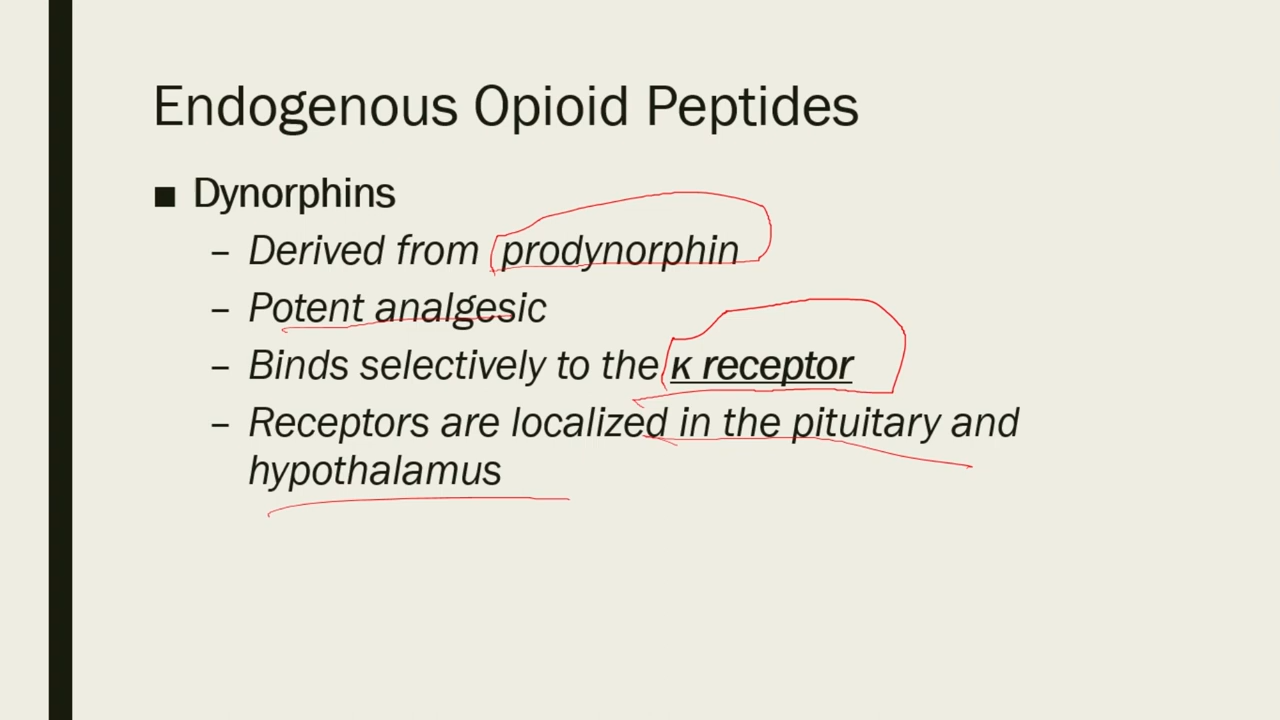 Endogenous Opioid Peptides
■ Dynorphins
– Derived from prodynorphin
– Potent analgesic
– Binds selectively to the κ receptor
– Receptors are localized in the pituitary and
hypothalamus